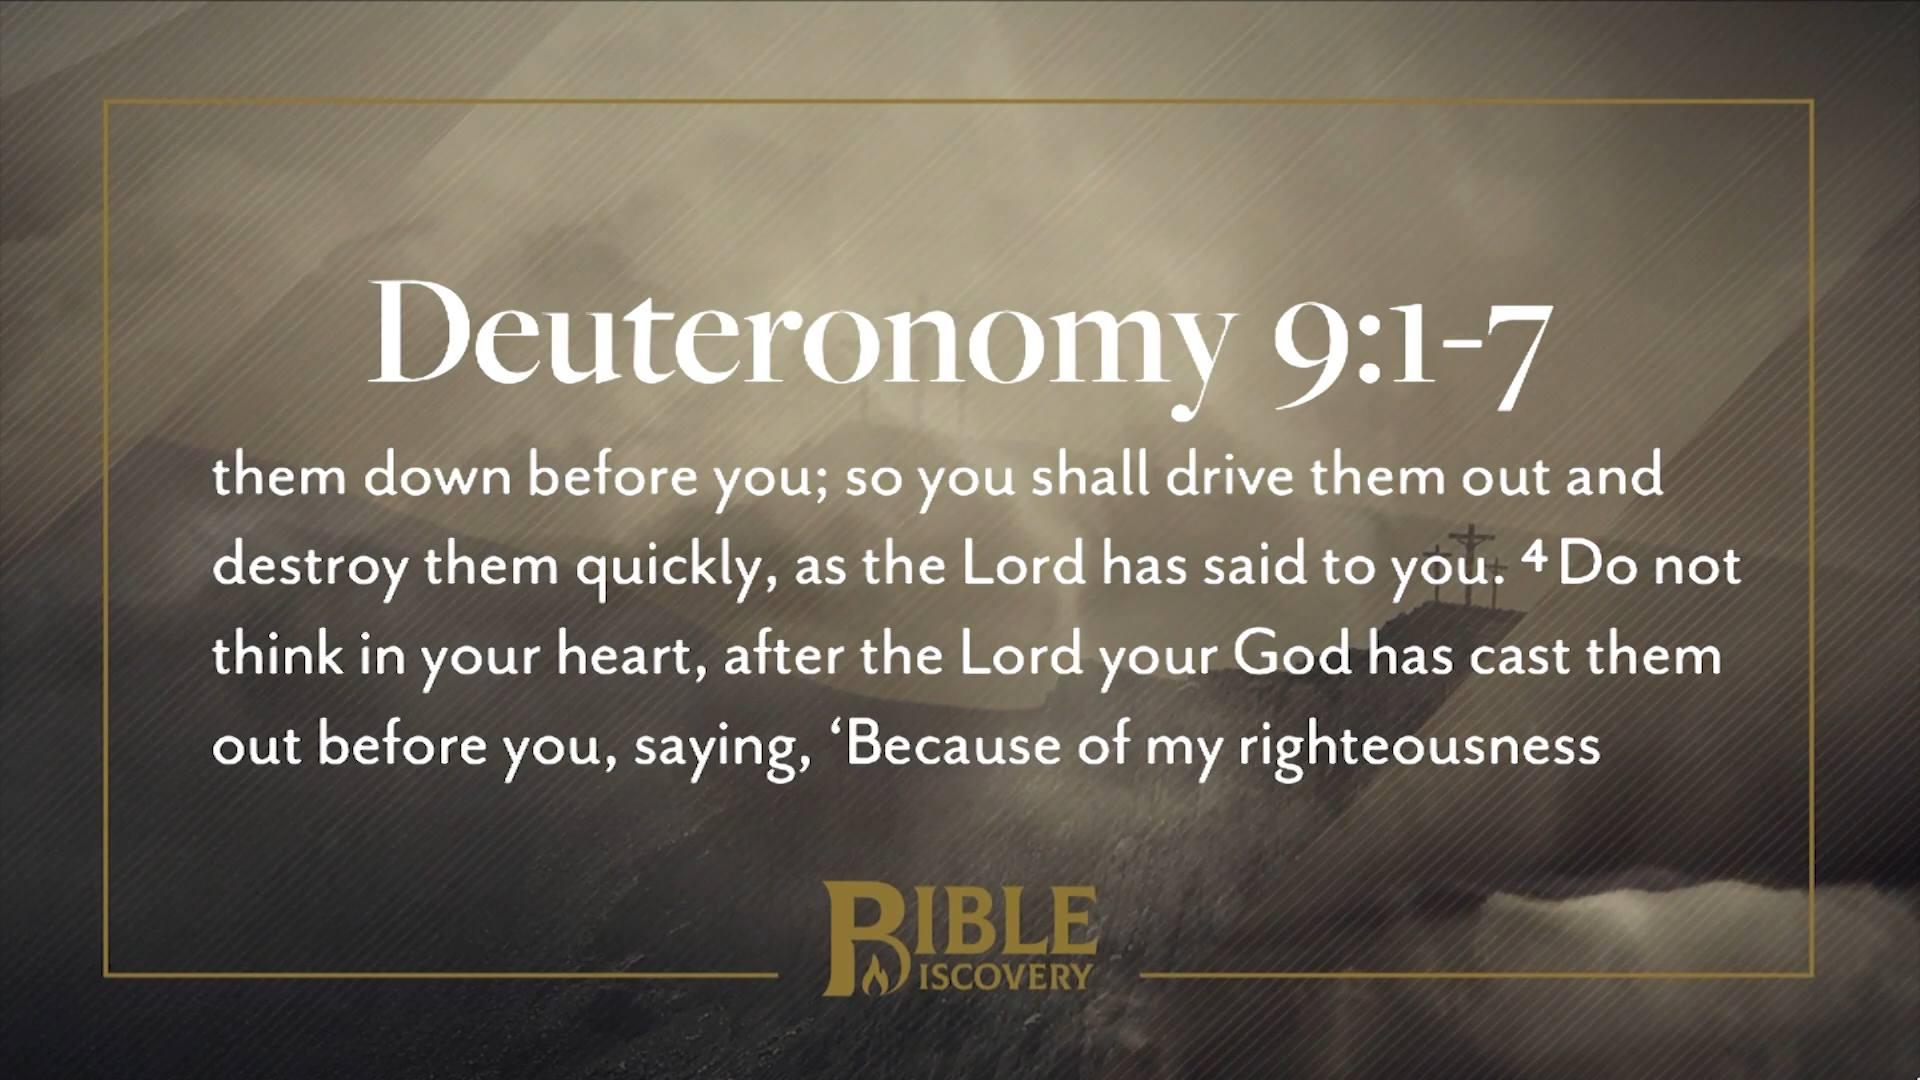 Deuteronomy 9:1-7
them down before you; so you shall drive them out and
destroy them quickly, as the Lord has said to you. ⁴ Do not
think in your heart, after the Lord your God has cast them
out before you, saying, ‘Because of my righteousness
BIBLE
DISCOVERY